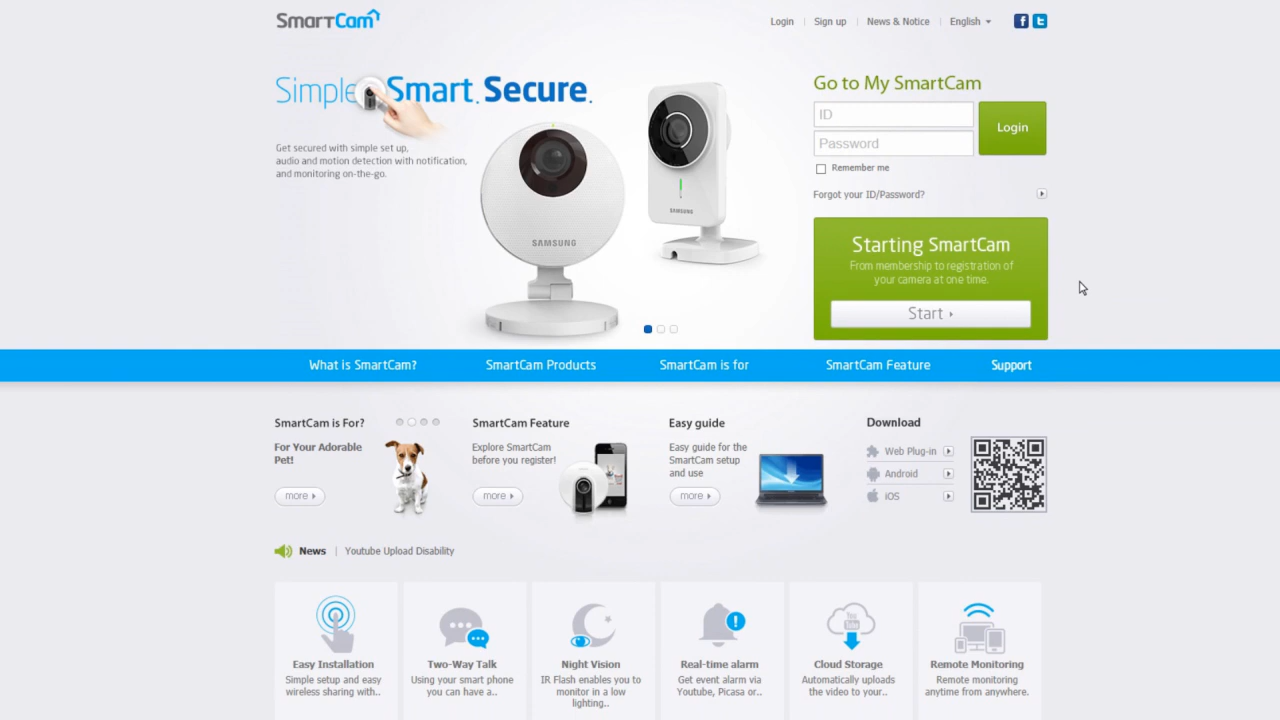 SmartCam
Login
Sign up
News & Notice
English
Simple
Smart. Secure.
Get secured with simple set up,
audio and motion detection with notification,
and monitoring on-the-go.
SAMSUNG
SAMSUNG
Go to My SmartCam
ID
Password
Login
Remember me
Forgot your ID/Password?
Starting SmartCam
From membership to registration of
your camera at one time.
Start
What is SmartCam?
SmartCam Products
SmartCam is for
SmartCam Feature
Support
SmartCam is For?
For Your Adorable
Pet!
more
SmartCam Feature
Explore SmartCam
before you register!
more
Easy guide
Easy guide for the
SmartCam setup
and use
more
Download
Web Plug-in
Android
iOS
News
Youtube Upload Disability
Easy Installation
Simple setup and easy
wireless sharing with..
Two-Way Talk
Using your smart phone
you can have a..
Night Vision
IR Flash enables you to
monitor in a low
lighting..
Real-time alarm
Get event alarm via
Youtube, Picasa or..
You
Tube
Cloud Storage
Automatically uploads
the video to your..
Remote Monitoring
Remote monitoring
anytime from anywhere.